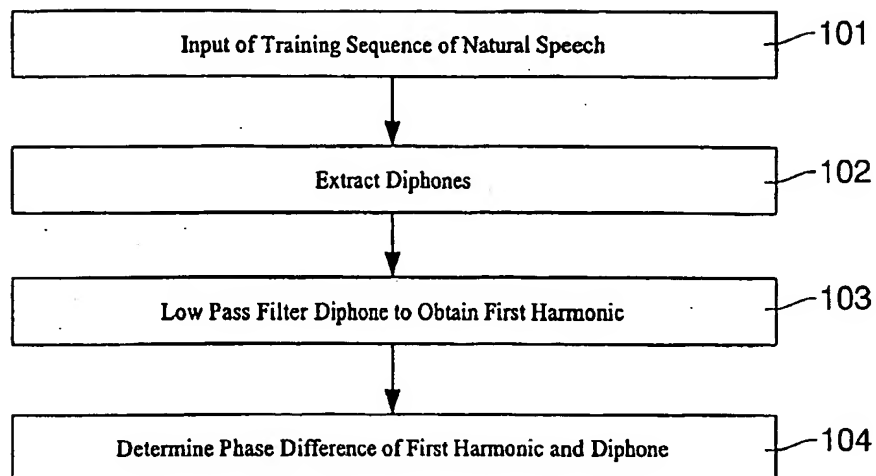 Input of Training Sequence of Natural Speech 101
Extract Diphones 102
Low Pass Filter Diphone to Obtain First Harmonic 103
Determine Phase Difference of First Harmonic and Diphone 104